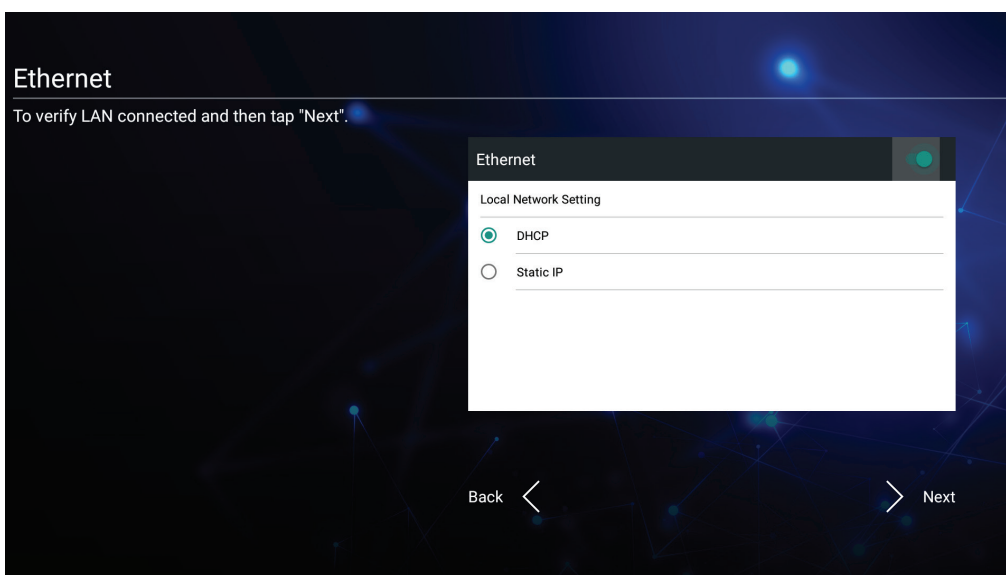 Ethernet
To verify LAN connected and then tap "Next".
Ethernet
Local Network Setting
DHCP
Static IP
Back
Next